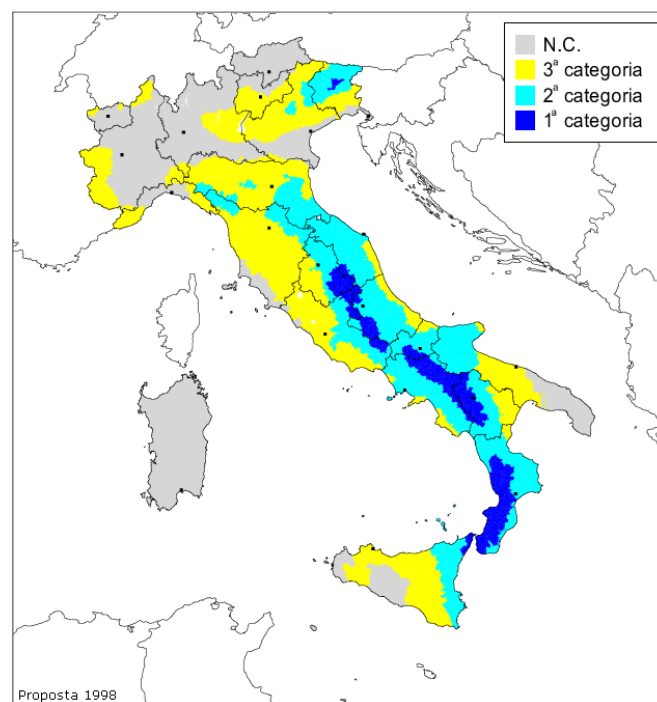 N.C.
3ª categoria
2ª categoria
1ª categoria
Proposta 1998